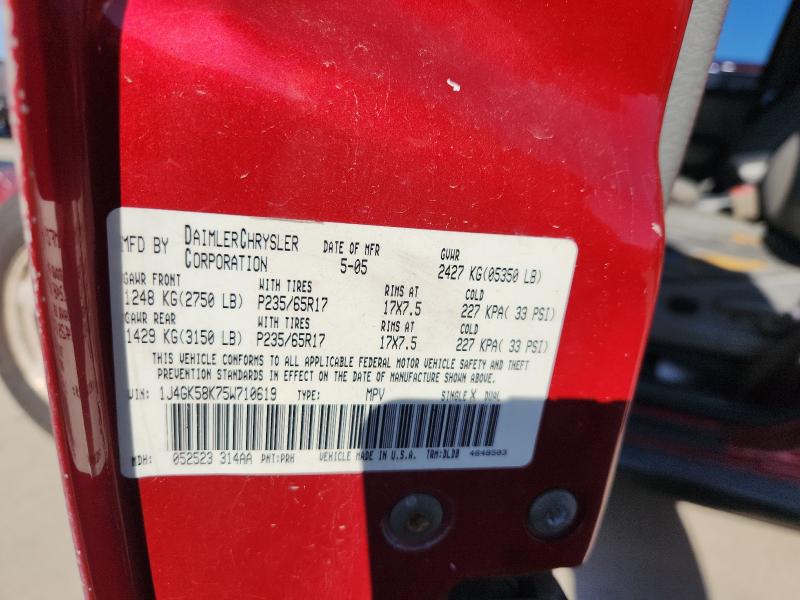 MFD BY DAIMLERCHRYSLER CORPORATION
DATE OF MFR 5-05
GVWR 2427 KG(05350 LB)
GAWR FRONT WITH TIRES RIMS AT COLD
1248 KG(2750 LB) P235/65R17 17X7.5 227 KPA( 33 PSI)
GAWR REAR WITH TIRES RIMS AT COLD
1429 KG(3150 LB) P235/65R17 17X7.5 227 KPA( 33 PSI)
THIS VEHICLE CONFORMS TO ALL APPLICABLE FEDERAL MOTOR VEHICLE SAFETY AND THEFT
PREVENTION STANDARDS IN EFFECT ON THE DATE OF MANUFACTURE SHOWN ABOVE.
VIN: 1J4GK58K75W710619 TYPE: MPV SINGLE X DUAL
MDH: 052523 314AA PNT:PRH VEHICLE MADE IN U.S.A. TRM:DLDB 4648503